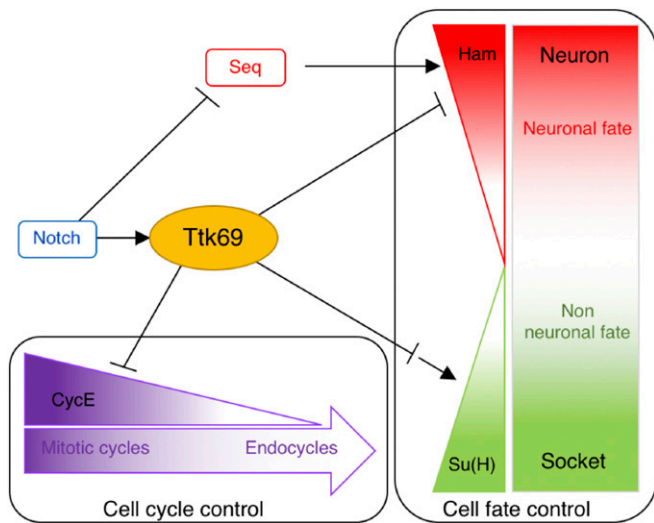 Seq
Ham
Neuron
Neuronal fate
Notch
Ttk69
Non
neuronal fate
CycE
Mitotic cycles
Endocycles
Su(H)
Socket
Cell cycle control
Cell fate control